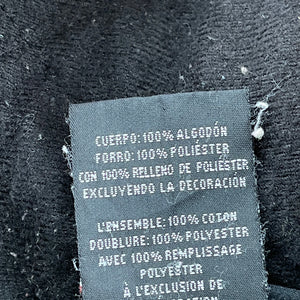 CUERPO: 100% ALGODÓN
FORRO: 100% POLIÉSTER
CON 100% RELLENO DE POLIÉSTER
EXCLUYENDO LA DECORACIÓN
L'ENSEMBLE: 100% COTON
DOUBLURE: 100% POLYESTER
AVEC 100% REMPLISSAGE
POLYESTER
À L'EXCLUSION DE